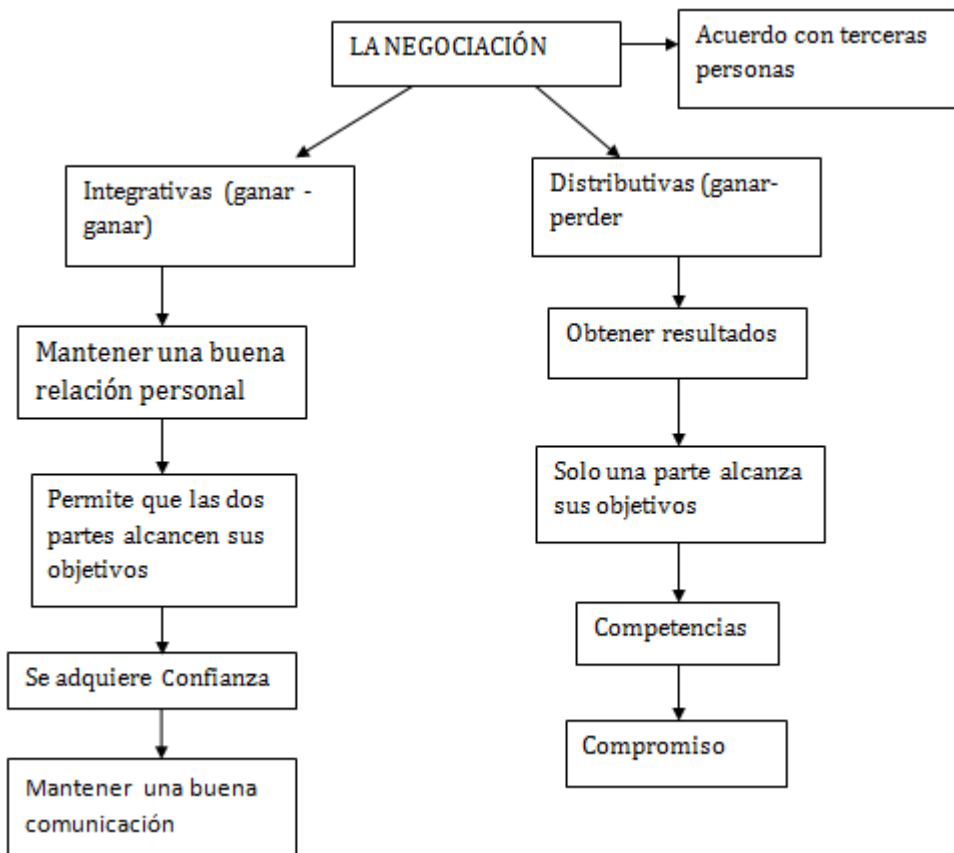 LA NEGOCIACIÓN
Acuerdo con terceras
personas
Integrativas (ganar -
ganar)
Distributivas (ganar-
perder
Mantener una buena
relación personal
Obtener resultados
Permite que las dos
partes alcancen sus
objetivos
Solo una parte alcanza
sus objetivos
Se adquiere Confianza
Competencias
Mantener una buena
comunicación
Compromiso